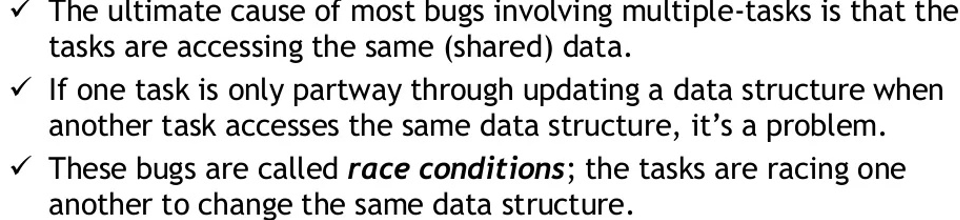 ✓ The ultimate cause of most bugs involving multiple-tasks is that the
tasks are accessing the same (shared) data.
✓ If one task is only partway through updating a data structure when
another task accesses the same data structure, it’s a problem.
✓ These bugs are called race conditions; the tasks are racing one
another to change the same data structure.